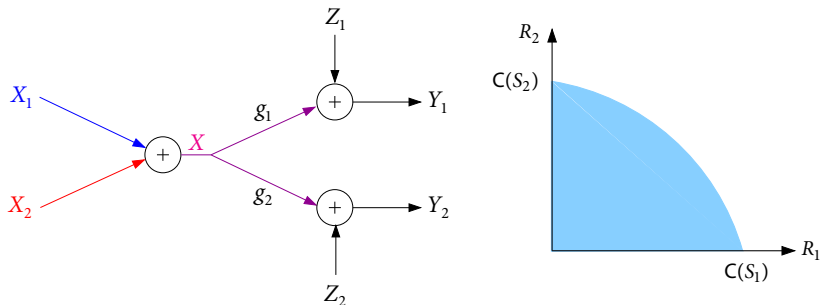 Z₁
X₁
+
Y₁
g₁
X
+
g₂
X₂
+
Y₂
Z₂
R₂
C(S₂)
R₁
C(S₁)